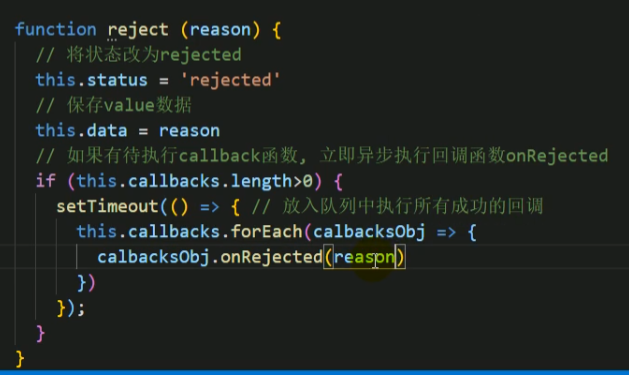 function reject (reason) {
// 将状态改为rejected
this.status = 'rejected'
// 保存value数据
this.data = reason
// 如果有待执行callback函数, 立即异步执行回调函数onRejected
if (this.callbacks.length>0) {
setTimeout(() => { // 放入队列中执行所有成功的回调
this.callbacks.forEach(calbacksObj => {
calbacksObj.onRejected(reason)
})
});
}
}